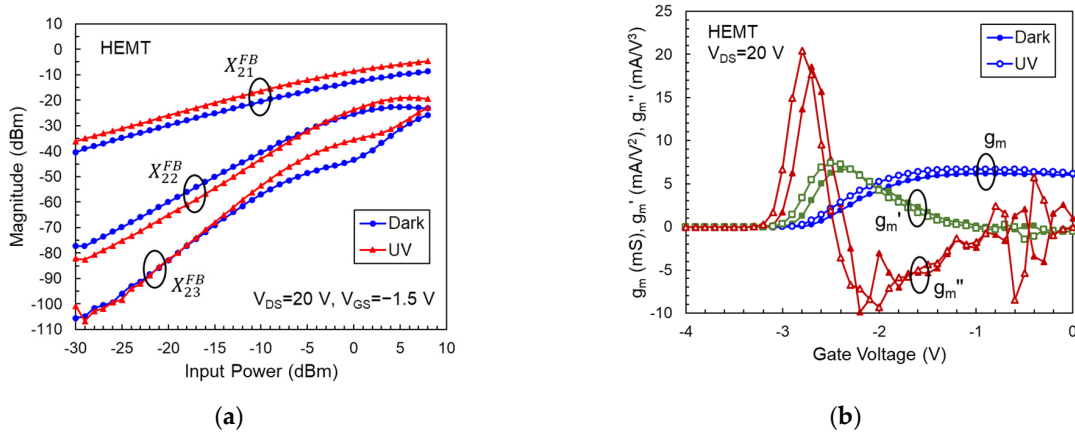 HEMT
X₂₁^FB
X₂₂^FB
X₂₃^FB
Dark
UV
V_DS=20 V, V_GS=−1.5 V
10
0
-10
-20
-30
-40
-50
-60
-70
-80
-90
-100
-110
-30 -25 -20 -15 -10 -5 0 5 10
Magnitude (dBm)
Input Power (dBm)
(a)
HEMT
V_DS=20 V
Dark
UV
g_m
g_m'
g_m"
25
20
15
10
5
0
-5
-10
-4 -3 -2 -1 0
g_m (mS), g_m' (mA/V²), g_m" (mA/V³)
Gate Voltage (V)
(b)